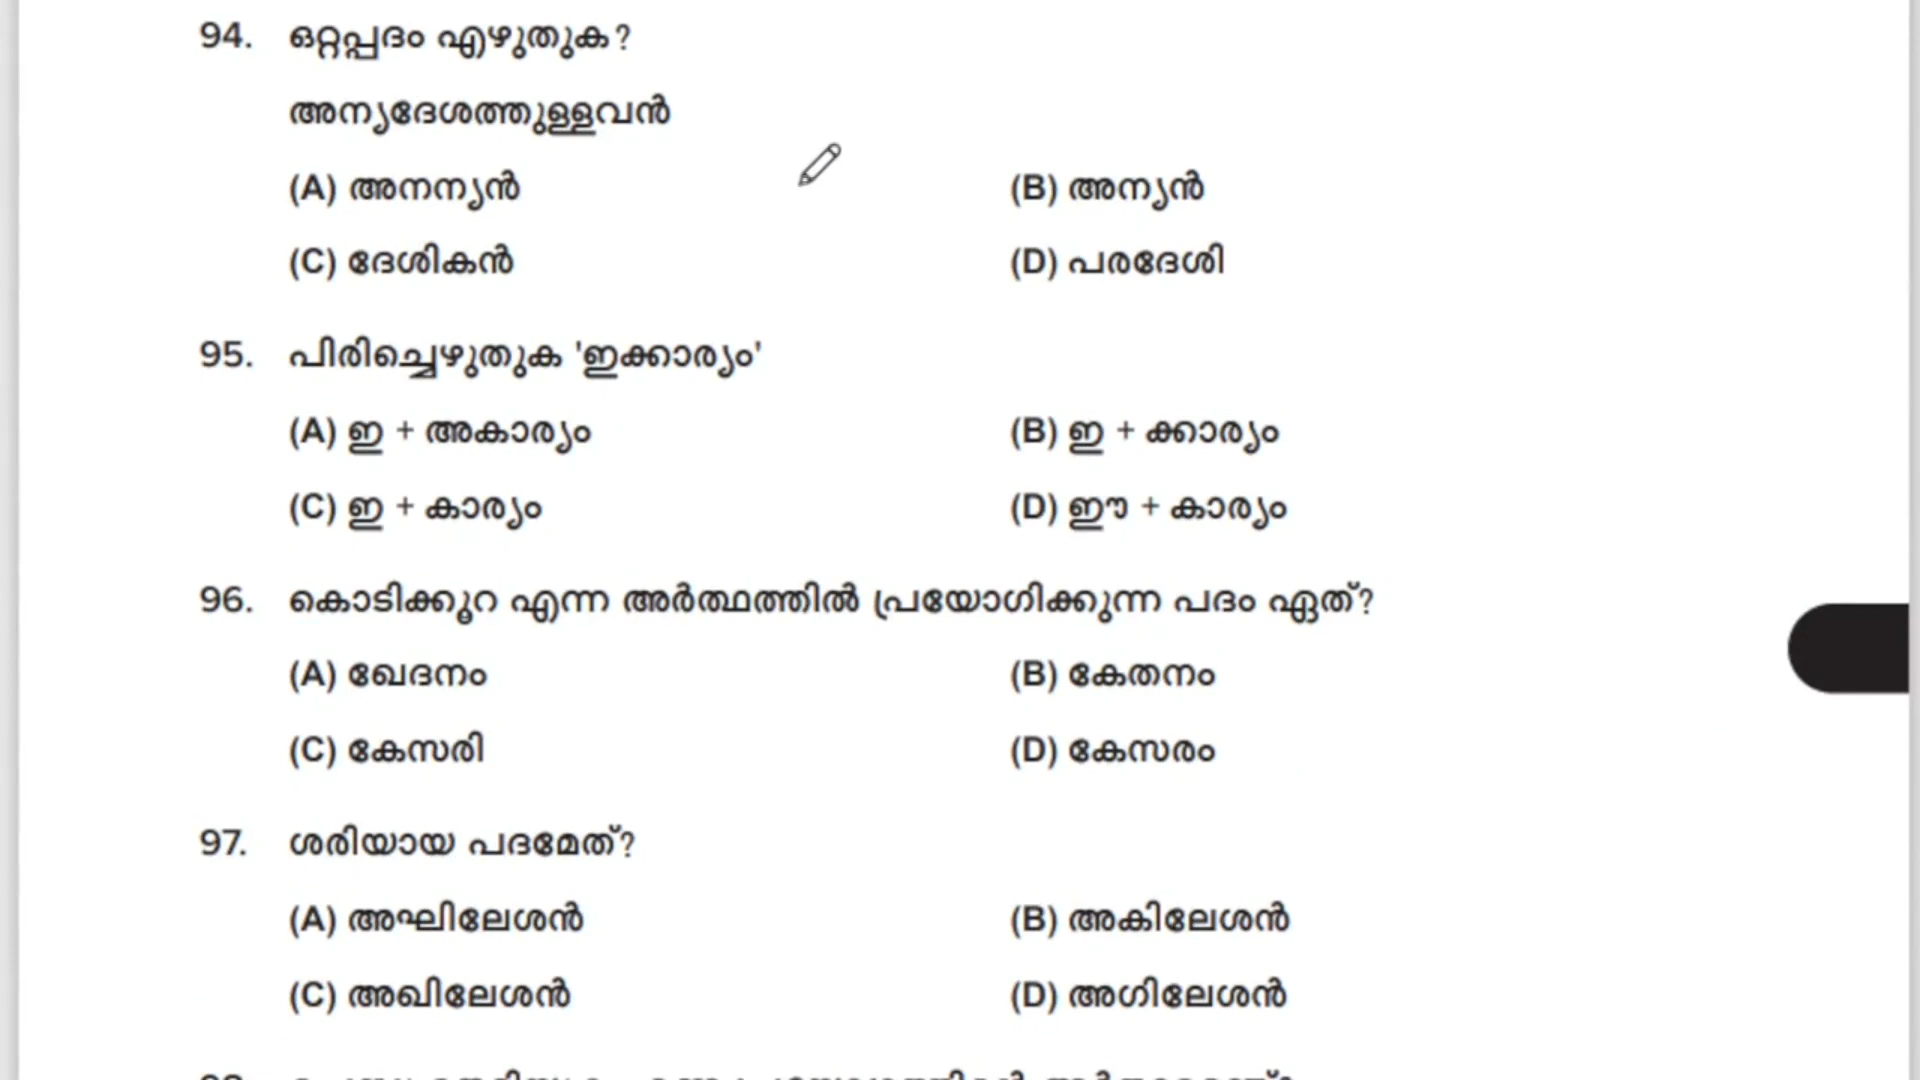 94. ഒറ്റപ്പദം എഴുതുക?
അന്യദേശത്തുള്ളവൻ
(A) അനന്യൻ (B) അന്യൻ
(C) ദേശികൻ (D) പരദേശി
95. പിരിച്ചെഴുതുക 'ഇക്കാര്യം'
(A) ഇ + അകാര്യം (B) ഇ + ക്കാര്യം
(C) ഇ + കാര്യം (D) ഈ + കാര്യം
96. കൊടിക്കൂറ എന്ന അർത്ഥത്തിൽ പ്രയോഗിക്കുന്ന പദം ഏത്?
(A) ഖേദനം (B) കേതനം
(C) കേസരി (D) കേസരം
97. ശരിയായ പദമേത്?
(A) അഘിലേശൻ (B) അകിലേശൻ
(C) അഖിലേശൻ (D) അഗിലേശൻ